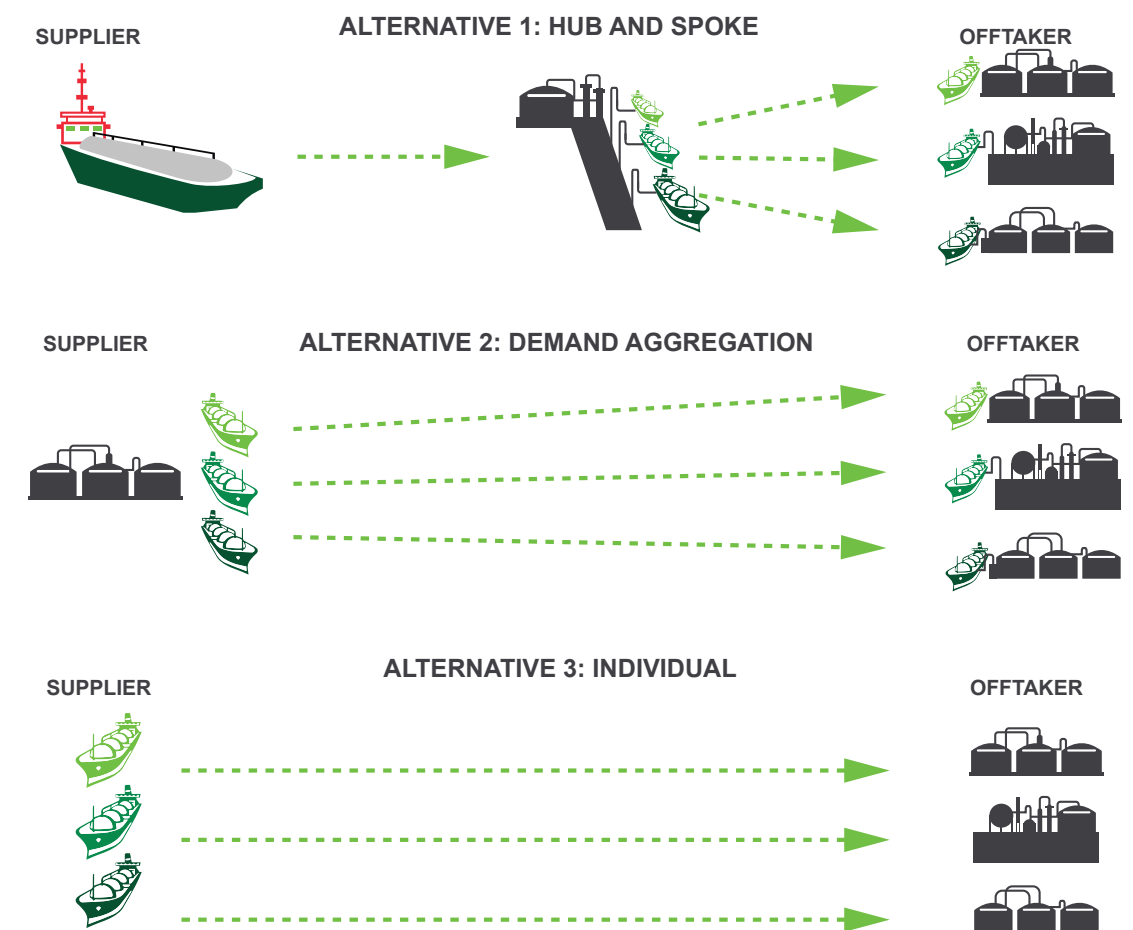 ALTERNATIVE 1: HUB AND SPOKE
SUPPLIER
OFFTAKER
SUPPLIER
ALTERNATIVE 2: DEMAND AGGREGATION
OFFTAKER
ALTERNATIVE 3: INDIVIDUAL
SUPPLIER
OFFTAKER